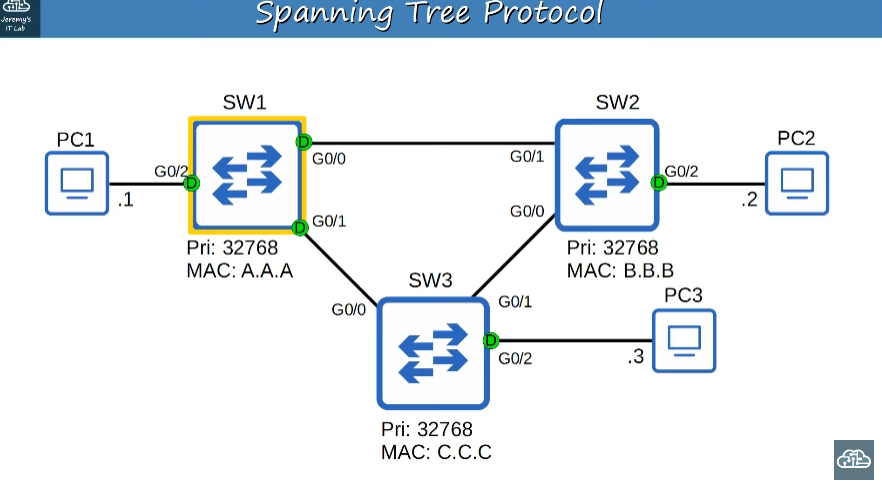 Jeremy's
IT Lab
Spanning Tree Protocol
SW1
SW2
PC1
PC2
G0/2
D
D
G0/0
G0/1
D
G0/2
.1
.2
D
G0/1
G0/0
Pri: 32768
MAC: A.A.A
Pri: 32768
MAC: B.B.B
SW3
PC3
G0/0
G0/1
D
G0/2
.3
Pri: 32768
MAC: C.C.C